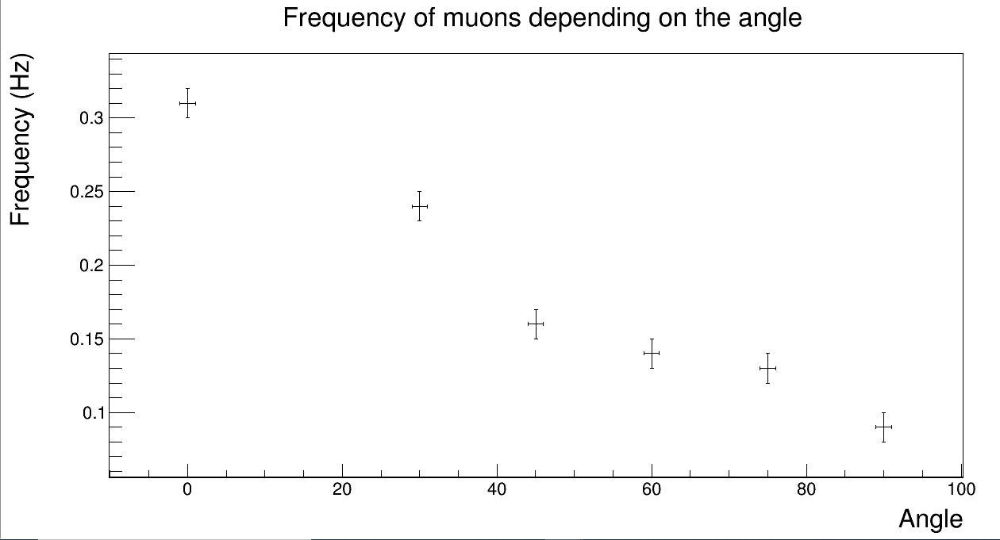 Frequency of muons depending on the angle
Frequency (Hz)
0.3
0.25
0.2
0.15
0.1
0 20 40 60 80 100
Angle